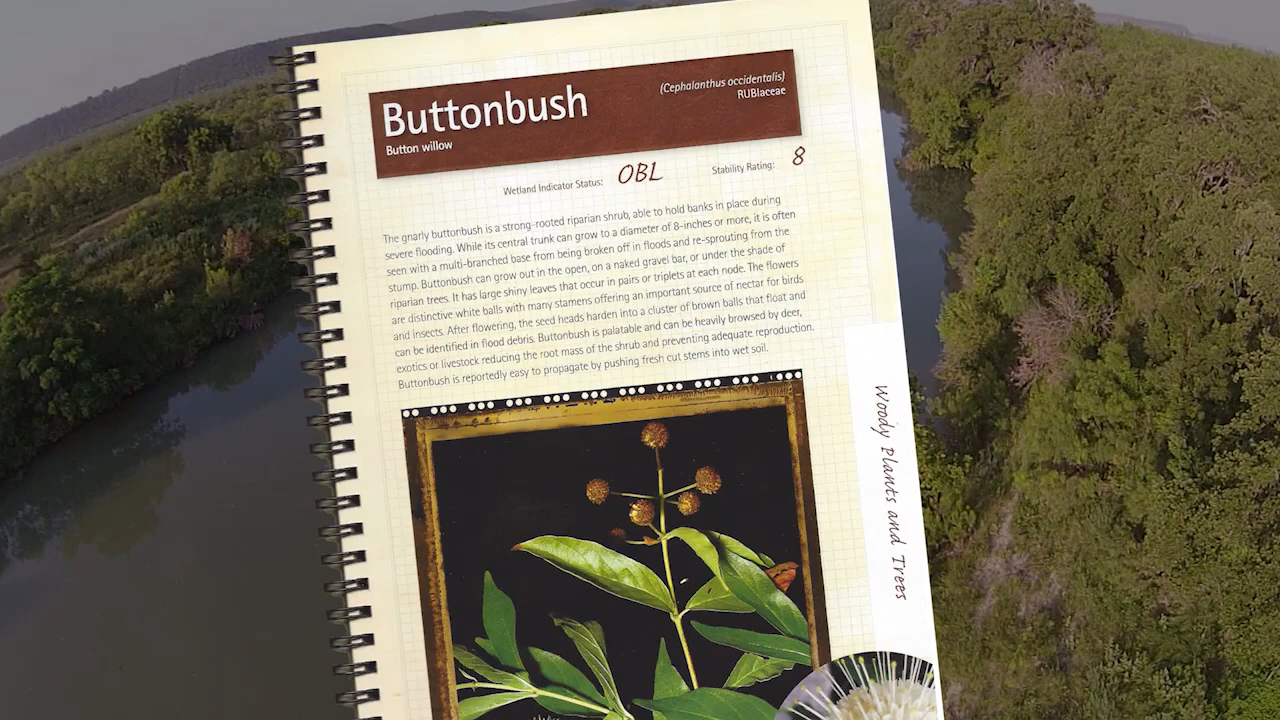 Buttonbush
Button willow
(Cephalanthus occidentalis)
RUBIaceae
Wetland Indicator Status: OBL
Stability Rating: 8
The gnarly buttonbush is a strong-rooted riparian shrub, able to hold banks in place during
severe flooding. While its central trunk can grow to a diameter of 8-inches or more, it is often
seen with a multi-branched base from being broken off in floods and re-sprouting from the
stump. Buttonbush can grow out in the open, on a naked gravel bar, or under the shade of
riparian trees. It has large shiny leaves that occur in pairs or triplets at each node. The flowers
are distinctive white balls with many stamens offering an important source of nectar for birds
and insects. After flowering, the seed heads harden into a cluster of brown balls that float and
can be identified in flood debris. Buttonbush is palatable and can be heavily browsed by deer,
exotics or livestock reducing the root mass of the shrub and preventing adequate reproduction.
Buttonbush is reportedly easy to propagate by pushing fresh cut stems into wet soil.
Woody Plants and Trees